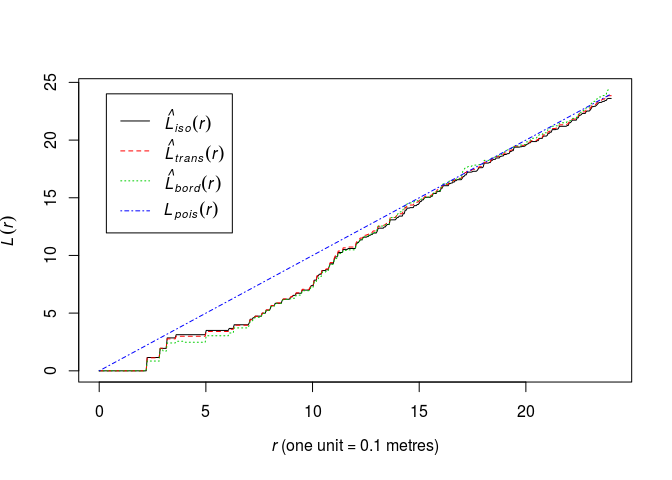 L̂iso(r)
L̂trans(r)
L̂bord(r)
Lpois(r)
L(r)
25
20
15
10
5
0
0 5 10 15 20
r (one unit = 0.1 metres)